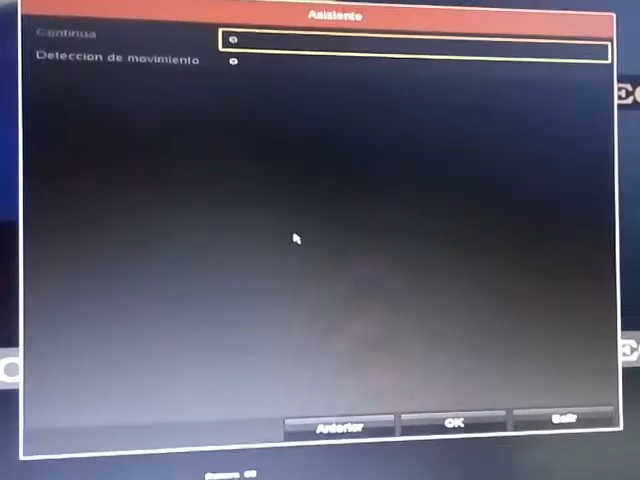 Asistente
Continua
Deteccion de movimiento
Anterior
OK
Salir